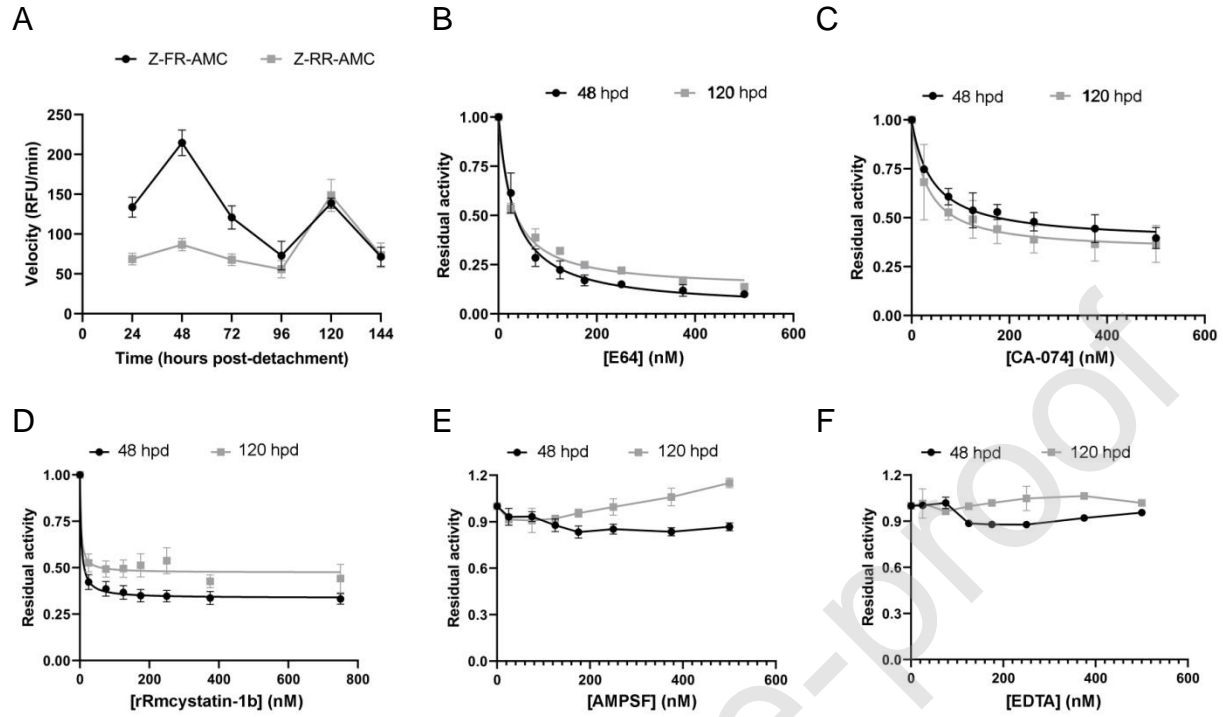 A
Z-FR-AMC Z-RR-AMC
Velocity (RFU/min)
250
200
150
100
50
0
0 24 48 72 96 120 144
Time (hours post-detachment)
B
48 hpd 120 hpd
Residual activity
1.00
0.75
0.50
0.25
0.00
0 200 400 600
[E64] (nM)
C
48 hpd 120 hpd
Residual activity
1.00
0.75
0.50
0.25
0.00
0 200 400 600
[CA-074] (nM)
D
48 hpd 120 hpd
Residual activity
1.00
0.75
0.50
0.25
0.00
0 200 400 600 800
[rRmcystatin-1b] (nM)
E
48 hpd 120 hpd
Residual activity
1.2
0.9
0.6
0.3
0.0
0 200 400 600
[AMPSF] (nM)
F
48 hpd 120 hpd
Residual activity
1.2
0.9
0.6
0.3
0.0
0 200 400 600
[EDTA] (nM)
e-proof